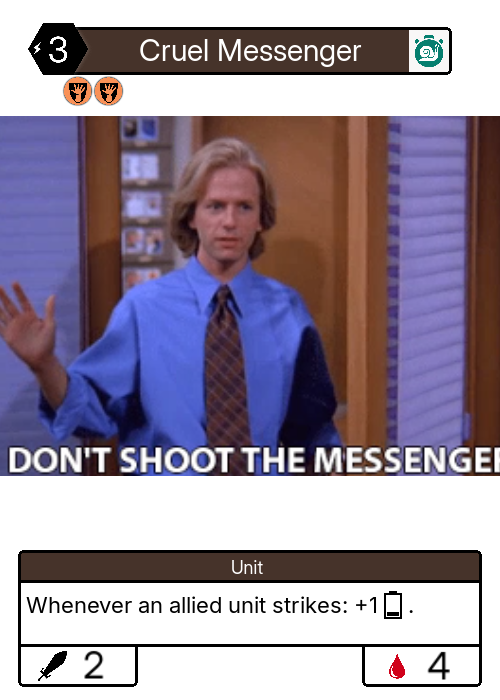 3
Cruel Messenger
DON'T SHOOT THE MESSENGE
Unit
Whenever an allied unit strikes: +1 .
2
4